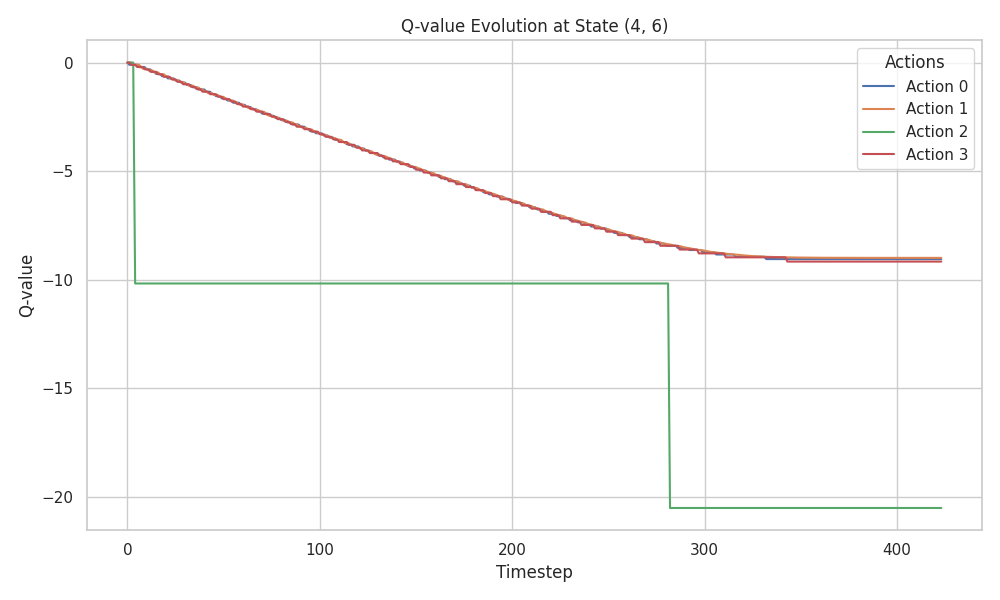 Q-value Evolution at State (4, 6)
Actions
Action 0
Action 1
Action 2
Action 3
Q-value
0
−5
−10
−15
−20
0 100 200 300 400
Timestep